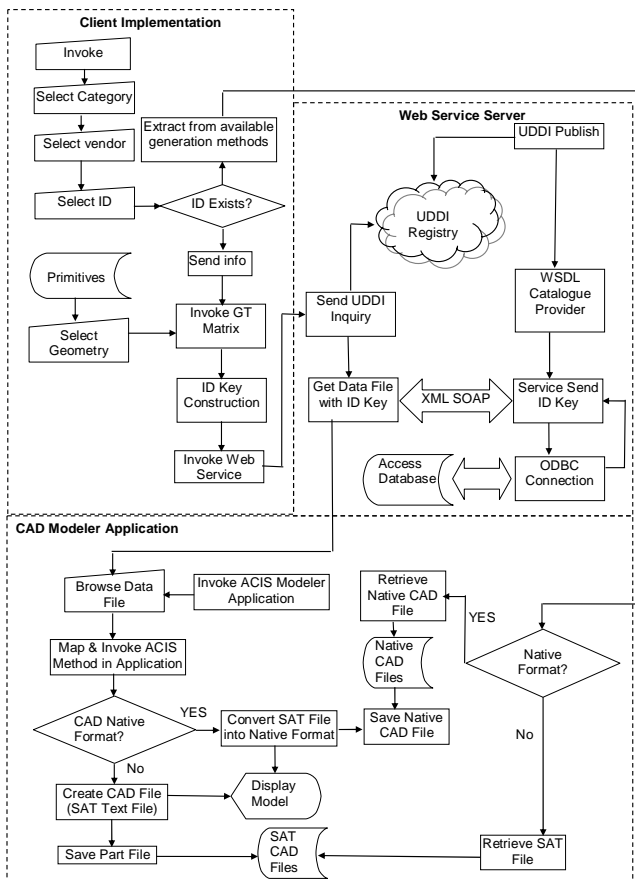 Client Implementation
Invoke
Select Category
Select vendor
Select ID
Extract from available
generation methods
ID Exists?
Send info
Primitives
Select
Geometry
Invoke GT
Matrix
ID Key
Construction
Invoke Web
Service
Web Service Server
UDDI Publish
UDDI
Registry
WSDL
Catalogue
Provider
Send UDDI
Inquiry
Get Data File
with ID Key
XML SOAP
Service Send
ID Key
Access
Database
ODBC
Connection
CAD Modeler Application
Browse Data
File
Invoke ACIS Modeler
Application
Map & Invoke ACIS
Method in Application
CAD Native
Format?
YES
No
Convert SAT File
into Native Format
Create CAD File
(SAT Text File)
Display
Model
Save Part File
SAT
CAD
Files
Retrieve Native CAD
File
YES
Native
CAD
Files
Save Native
CAD File
Native
Format?
No
Retrieve SAT
File